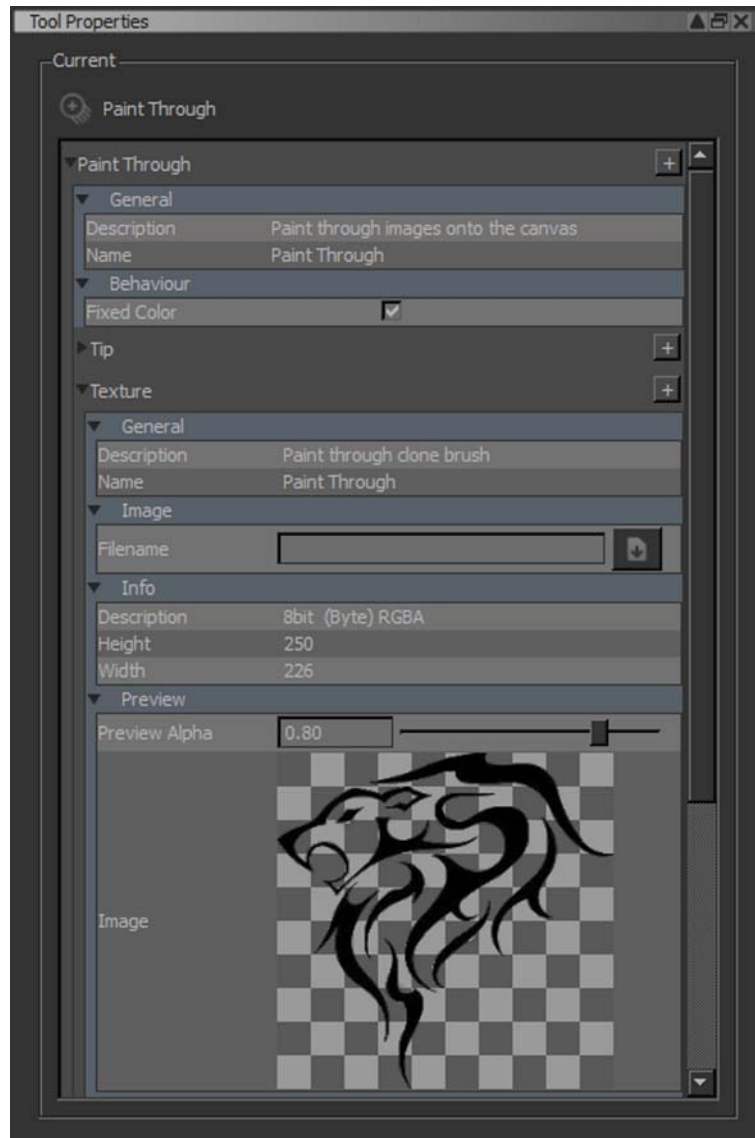 Tool Properties
Current
Paint Through
Paint Through
General
Description Paint through images onto the canvas
Name Paint Through
Behaviour
Fixed Color
Tip
Texture
General
Description Paint through clone brush
Name Paint Through
Image
Filename
Info
Description 8bit (Byte) RGBA
Height 250
Width 226
Preview
Preview Alpha 0.80
Image